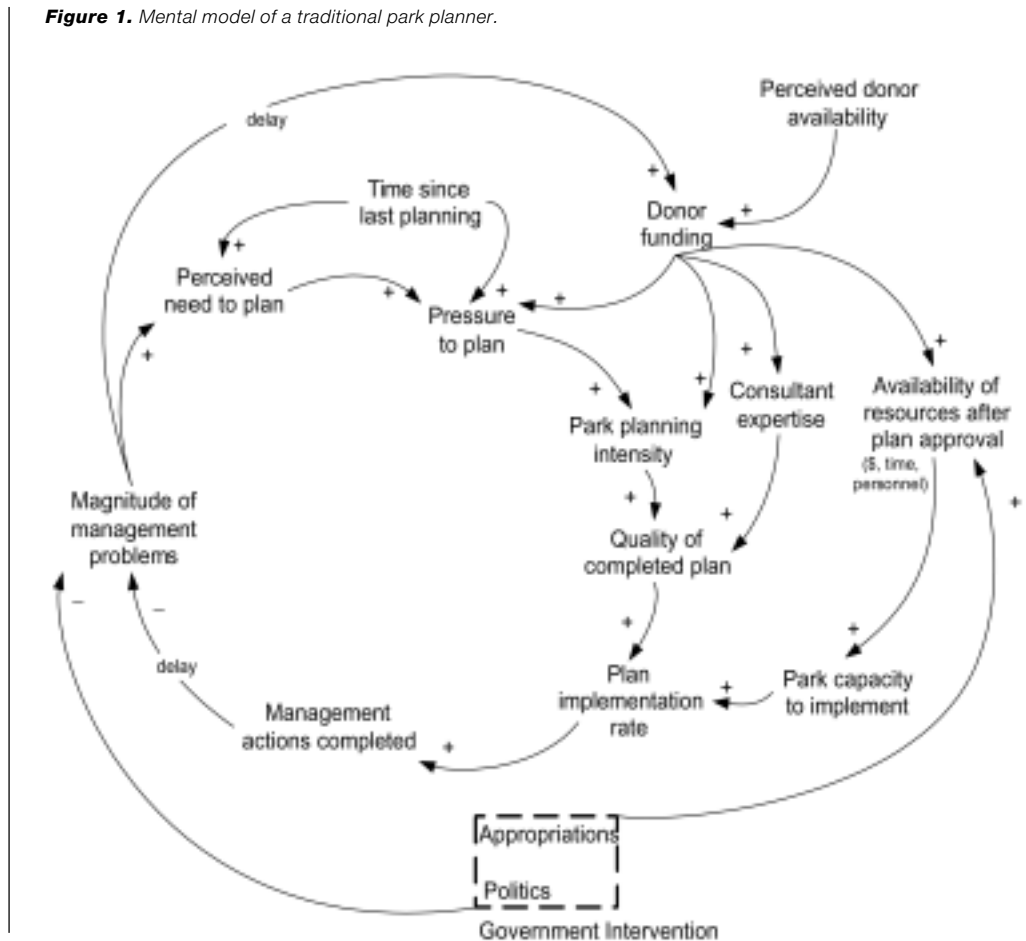 Figure 1. Mental model of a traditional park planner.
Perceived donor
availability
delay
+
Time since
last planning
+
Donor
funding
+
Perceived
need to plan
+
+
+
Pressure
to plan
+
+
+
+
+
Consultant
expertise
Availability of
resources after
plan approval
($, time,
personnel)
Park planning
intensity
Magnitude of
management
problems
+
+
+
Quality of
completed plan
–
–
+
+
delay
Plan
implementation
rate
+
Park capacity
to implement
Management
actions completed
+
Appropriations
Politics
Government Intervention